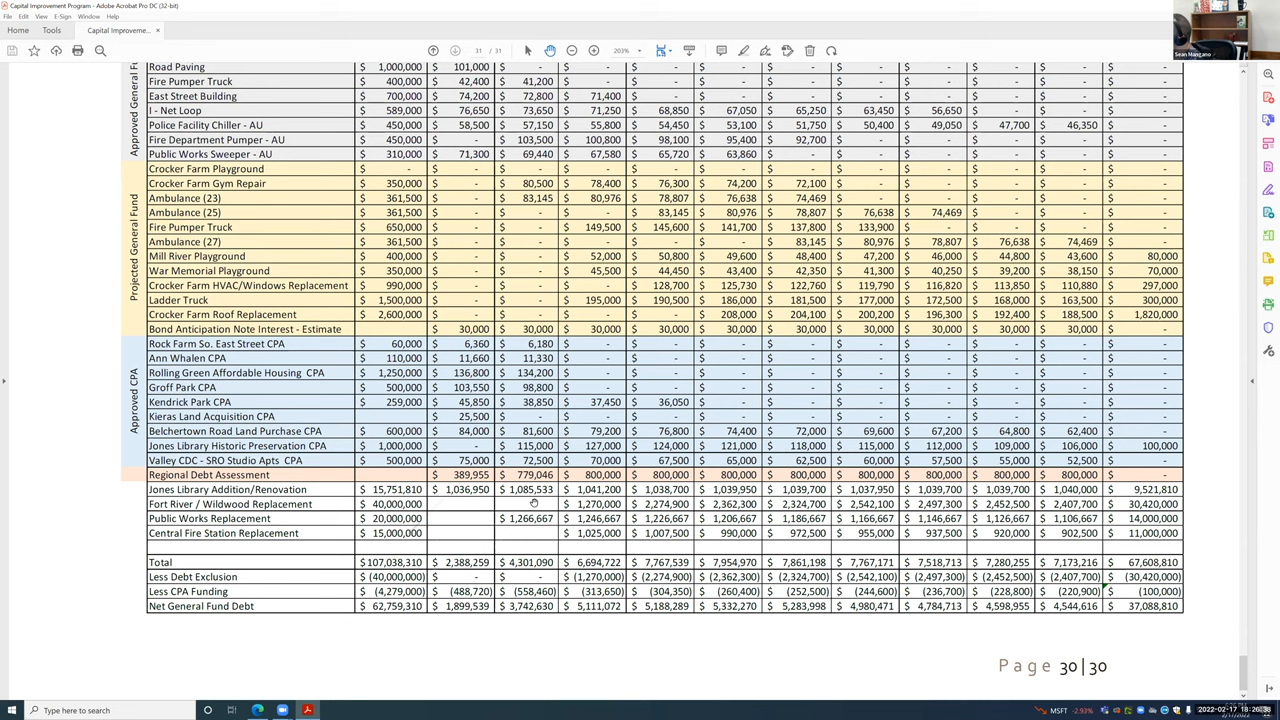 Capital Improvement Program - Adobe Acrobat Pro DC (32-bit)
File Edit View E-Sign Window Help
Home Tools Capital Improveme... ×
31 / 31 203%
Sean Mangano
Approved General Fu
Road Paving $ 1,000,000 $ 101,0
Fire Pumper Truck $ 400,000 $ 42,400 $ 41,200 $ - $ - $ - $ - $ - $ - $ - $ - $ -
East Street Building $ 700,000 $ 74,200 $ 72,800 $ 71,400 $ - $ - $ - $ - $ - $ - $ - $ -
I - Net Loop $ 589,000 $ 76,650 $ 73,650 $ 71,250 $ 68,850 $ 67,050 $ 65,250 $ 63,450 $ 56,650 $ - $ - $ -
Police Facility Chiller - AU $ 450,000 $ 58,500 $ 57,150 $ 55,800 $ 54,450 $ 53,100 $ 51,750 $ 50,400 $ 49,050 $ 47,700 $ 46,350 $ -
Fire Department Pumper - AU $ 450,000 $ - $ 103,500 $ 100,800 $ 98,100 $ 95,400 $ 92,700 $ - $ - $ - $ - $ -
Public Works Sweeper - AU $ 310,000 $ 71,300 $ 69,440 $ 67,580 $ 65,720 $ 63,860 $ - $ - $ - $ - $ - $ -
Projected General Fund
Crocker Farm Playground $ - $ - $ - $ - $ - $ - $ - $ - $ - $ - $ - $ -
Crocker Farm Gym Repair $ 350,000 $ - $ 80,500 $ 78,400 $ 76,300 $ 74,200 $ 72,100 $ - $ - $ - $ - $ -
Ambulance (23) $ 361,500 $ - $ 83,145 $ 80,976 $ 78,807 $ 76,638 $ 74,469 $ - $ - $ - $ - $ -
Ambulance (25) $ 361,500 $ - $ - $ - $ 83,145 $ 80,976 $ 78,807 $ 76,638 $ 74,469 $ - $ - $ -
Fire Pumper Truck $ 650,000 $ - $ - $ 149,500 $ 145,600 $ 141,700 $ 137,800 $ 133,900 $ - $ - $ - $ -
Ambulance (27) $ 361,500 $ - $ - $ - $ - $ - $ 83,145 $ 80,976 $ 78,807 $ 76,638 $ 74,469 $ -
Mill River Playground $ 400,000 $ - $ - $ 52,000 $ 50,800 $ 49,600 $ 48,400 $ 47,200 $ 46,000 $ 44,800 $ 43,600 $ 80,000
War Memorial Playground $ 350,000 $ - $ - $ 45,500 $ 44,450 $ 43,400 $ 42,350 $ 41,300 $ 40,250 $ 39,200 $ 38,150 $ 70,000
Crocker Farm HVAC/Windows Replacement $ 990,000 $ - $ - $ - $ 128,700 $ 125,730 $ 122,760 $ 119,790 $ 116,820 $ 113,850 $ 110,880 $ 297,000
Ladder Truck $ 1,500,000 $ - $ - $ 195,000 $ 190,500 $ 186,000 $ 181,500 $ 177,000 $ 172,500 $ 168,000 $ 163,500 $ 300,000
Crocker Farm Roof Replacement $ 2,600,000 $ - $ - $ - $ - $ 208,000 $ 204,100 $ 200,200 $ 196,300 $ 192,400 $ 188,500 $ 1,820,000
Bond Anticipation Note Interest - Estimate $ 30,000 $ 30,000 $ 30,000 $ 30,000 $ 30,000 $ 30,000 $ 30,000 $ 30,000 $ 30,000 $ 30,000 $ -
Approved CPA
Rock Farm So. East Street CPA $ 60,000 $ 6,360 $ 6,180 $ - $ - $ - $ - $ - $ - $ - $ - $ -
Ann Whalen CPA $ 110,000 $ 11,660 $ 11,330 $ - $ - $ - $ - $ - $ - $ - $ - $ -
Rolling Green Affordable Housing CPA $ 1,250,000 $ 136,800 $ 134,200 $ - $ - $ - $ - $ - $ - $ - $ - $ -
Groff Park CPA $ 500,000 $ 103,550 $ 98,800 $ - $ - $ - $ - $ - $ - $ - $ - $ -
Kendrick Park CPA $ 259,000 $ 45,850 $ 38,850 $ 37,450 $ 36,050 $ - $ - $ - $ - $ - $ - $ -
Kieras Land Acquisition CPA $ 25,500 $ - $ - $ - $ - $ - $ - $ - $ - $ - $ -
Belchertown Road Land Purchase CPA $ 600,000 $ 84,000 $ 81,600 $ 79,200 $ 76,800 $ 74,400 $ 72,000 $ 69,600 $ 67,200 $ 64,800 $ 62,400 $ -
Jones Library Historic Preservation CPA $ 1,000,000 $ - $ 115,000 $ 127,000 $ 124,000 $ 121,000 $ 118,000 $ 115,000 $ 112,000 $ 109,000 $ 106,000 $ 100,000
Valley CDC - SRO Studio Apts CPA $ 500,000 $ 75,000 $ 72,500 $ 70,000 $ 67,500 $ 65,000 $ 62,500 $ 60,000 $ 57,500 $ 55,000 $ 52,500 $ -
Regional Debt Assessment $ 389,955 $ 779,046 $ 800,000 $ 800,000 $ 800,000 $ 800,000 $ 800,000 $ 800,000 $ 800,000 $ 800,000 $ -
Jones Library Addition/Renovation $ 15,751,810 $ 1,036,950 $ 1,085,533 $ 1,041,200 $ 1,038,700 $ 1,039,950 $ 1,039,700 $ 1,037,950 $ 1,039,700 $ 1,039,700 $ 1,040,000 $ 9,521,810
Fort River / Wildwood Replacement $ 40,000,000 $ 1,270,000 $ 2,274,900 $ 2,362,300 $ 2,324,700 $ 2,542,100 $ 2,497,300 $ 2,452,500 $ 2,407,700 $ 30,420,000
Public Works Replacement $ 20,000,000 $ 1,266,667 $ 1,246,667 $ 1,226,667 $ 1,206,667 $ 1,186,667 $ 1,166,667 $ 1,146,667 $ 1,126,667 $ 1,106,667 $ 14,000,000
Central Fire Station Replacement $ 15,000,000 $ 1,025,000 $ 1,007,500 $ 990,000 $ 972,500 $ 955,000 $ 937,500 $ 920,000 $ 902,500 $ 11,000,000
Total $107,038,310 $ 2,388,259 $ 4,301,090 $ 6,694,722 $ 7,767,539 $ 7,954,970 $ 7,861,198 $ 7,767,171 $ 7,518,713 $ 7,280,255 $ 7,173,216 $ 67,608,810
Less Debt Exclusion $ (40,000,000) $ - $ - $ (1,270,000) $ (2,274,900) $ (2,362,300) $ (2,324,700) $ (2,542,100) $ (2,497,300) $ (2,452,500) $ (2,407,700) $ (30,420,000)
Less CPA Funding $ (4,279,000) $ (488,720) $ (558,460) $ (313,650) $ (304,350) $ (260,400) $ (252,500) $ (244,600) $ (236,700) $ (228,800) $ (220,900) $ (100,000)
Net General Fund Debt $ 62,759,310 $ 1,899,539 $ 3,742,630 $ 5,111,072 $ 5,188,289 $ 5,332,270 $ 5,283,998 $ 4,980,471 $ 4,784,713 $ 4,598,955 $ 4,544,616 $ 37,088,810
Page 30|30
Type here to search
MSFT -2.93%
2022-02-17 18:26:38